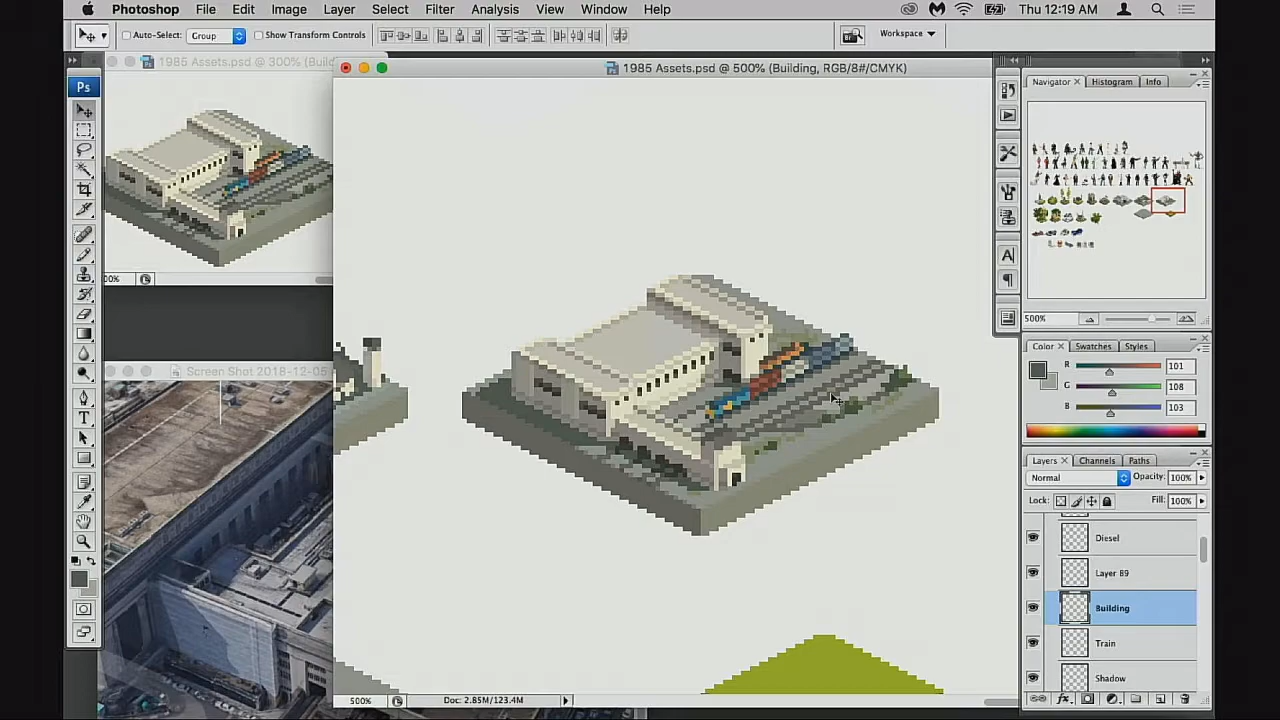 Photoshop File Edit Image Layer Select Filter Analysis View Window Help Thu 12:19 AM
Auto-Select: Group Show Transform Controls Workspace
1985 Assets.psd @ 300% (Build
1985 Assets.psd @ 500% (Building, RGB/8#/CMYK)
Ps
Navigator Histogram Info
500%
Color Swatches Styles
R 101
G 108
B 103
00%
Screen Shot 2018-12-05
Layers Channels Paths
Normal Opacity: 100%
Lock: Fill: 100%
Diesel
Layer 89
Building
Train
Shadow
500% Doc: 2.85M/123.4M